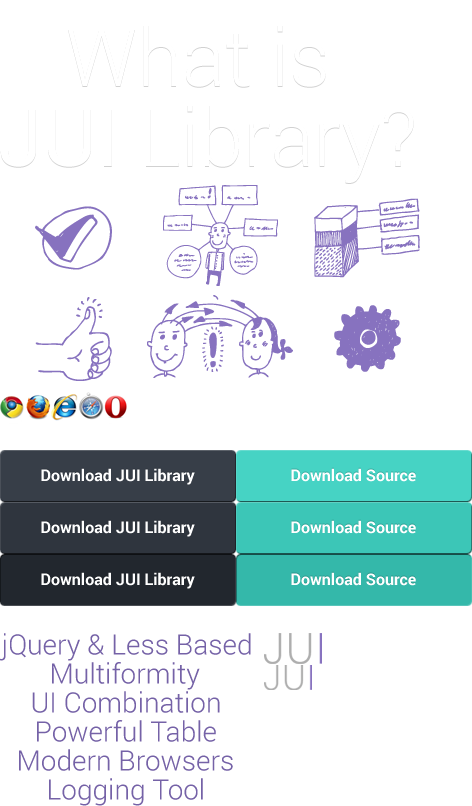 What is
JUI Library?
Download JUI Library
Download Source
Download JUI Library
Download Source
Download JUI Library
Download Source
jQuery & Less Based
Multiformity
UI Combination
Powerful Table
Modern Browsers
Logging Tool
JUI
JUI